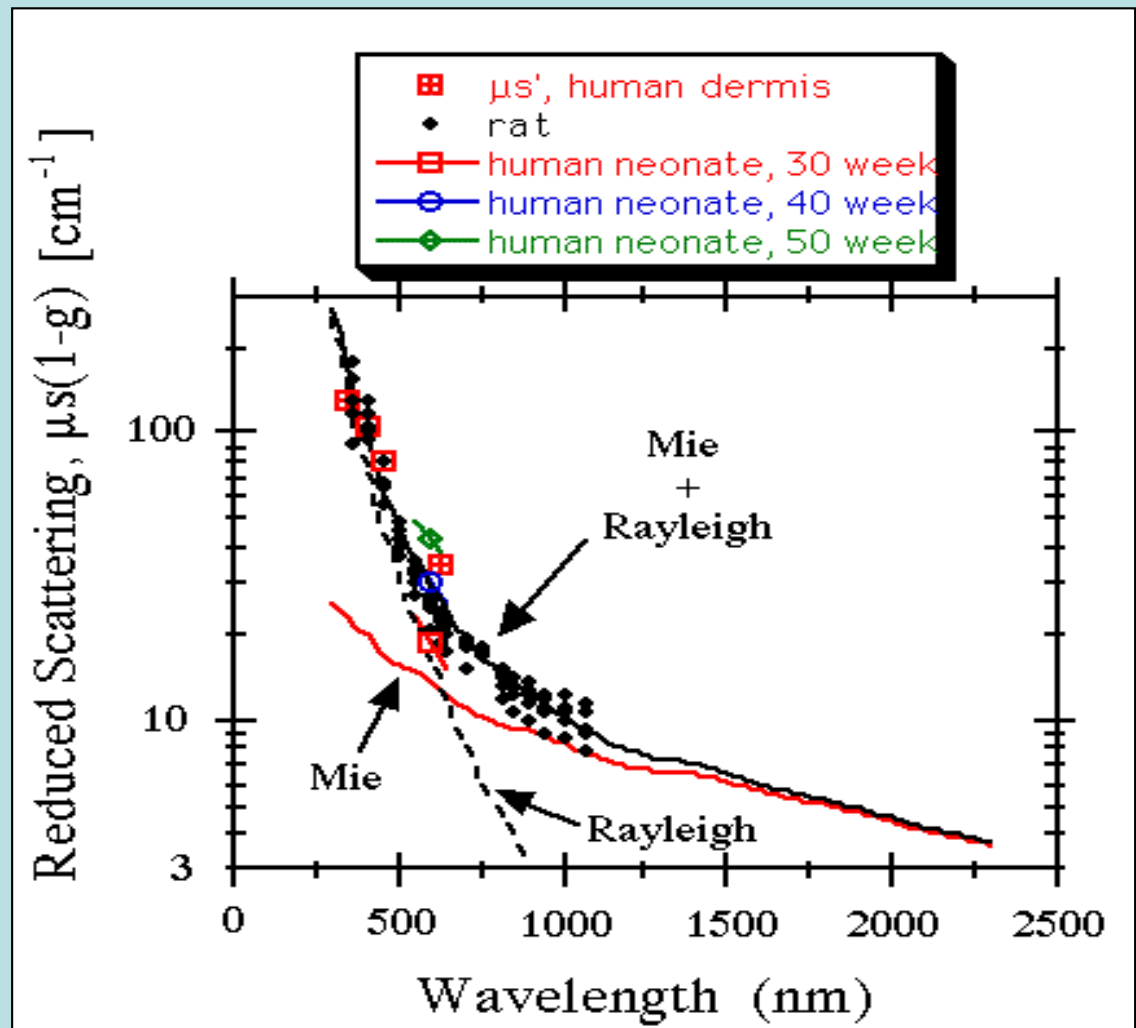 µs', human dermis
rat
human neonate, 30 week
human neonate, 40 week
human neonate, 50 week
Reduced Scattering, µs(1-g) [cm⁻¹]
100
10
3
Mie
+
Rayleigh
Mie
Rayleigh
0 500 1000 1500 2000 2500
Wavelength (nm)